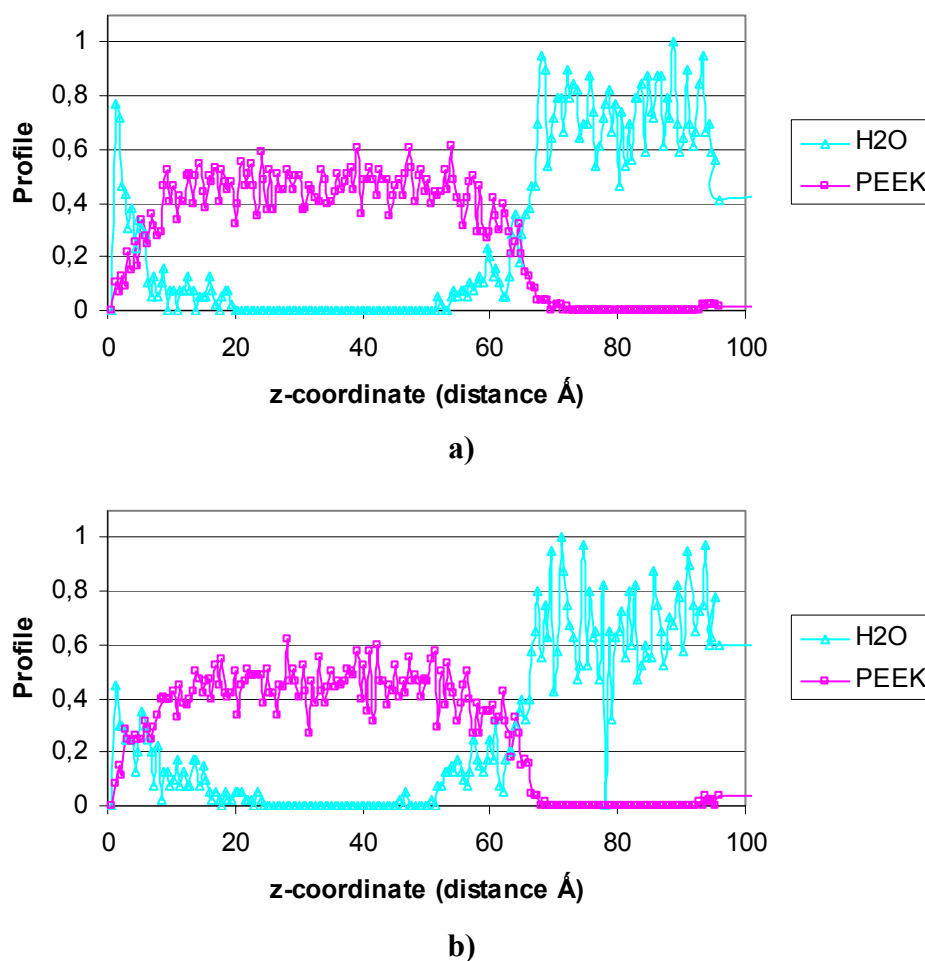 1
0,8
0,6
0,4
0,2
0
Profile
0 20 40 60 80 100
z-coordinate (distance Ǻ)
H2O
PEEK
a)
1
0,8
0,6
0,4
0,2
0
Profile
0 20 40 60 80 100
z-coordinate (distance Ǻ)
H2O
PEEK
b)